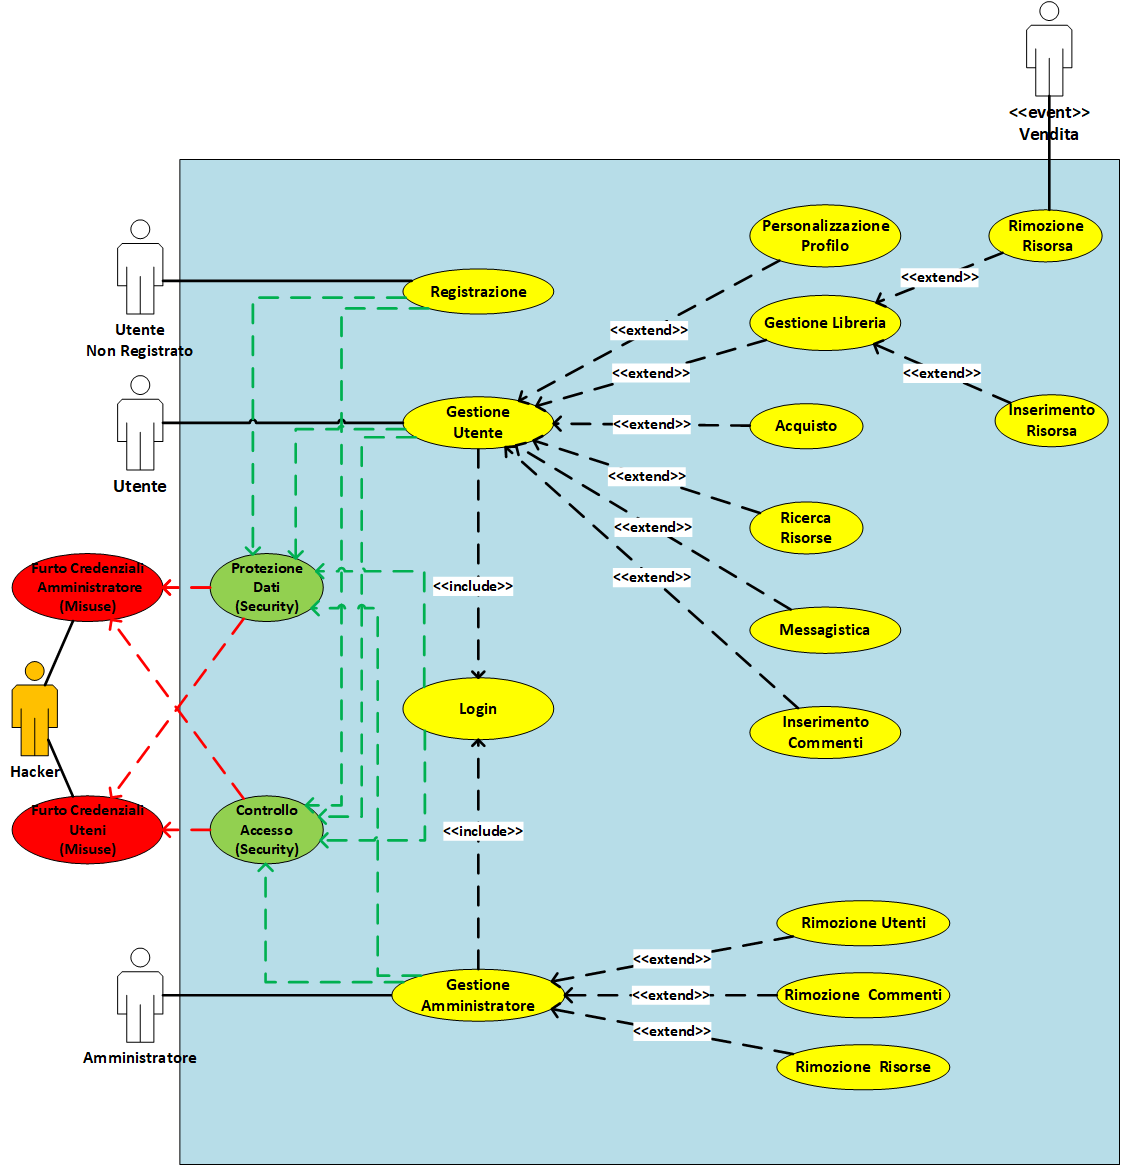 <<event>>
Vendita
Personalizzazione
Profilo
Rimozione
Risorsa
<<extend>>
Registrazione
Utente
Non Registrato
<<extend>>
Gestione Libreria
<<extend>>
<<extend>>
Gestione
Utente
<<extend>>
Acquisto
Inserimento
Risorsa
Utente
<<extend>>
Ricerca
Risorse
<<extend>>
Furto Credenziali
Amministratore
(Misuse)
Protezione
Dati
(Security)
<<include>>
<<extend>>
Messagistica
Login
Inserimento
Commenti
Hacker
Furto Credenziali
Uteni
(Misuse)
Controllo
Accesso
(Security)
<<include>>
Rimozione Utenti
<<extend>>
Gestione
Amministratore
<<extend>>
Rimozione Commenti
<<extend>>
Amministratore
Rimozione Risorse